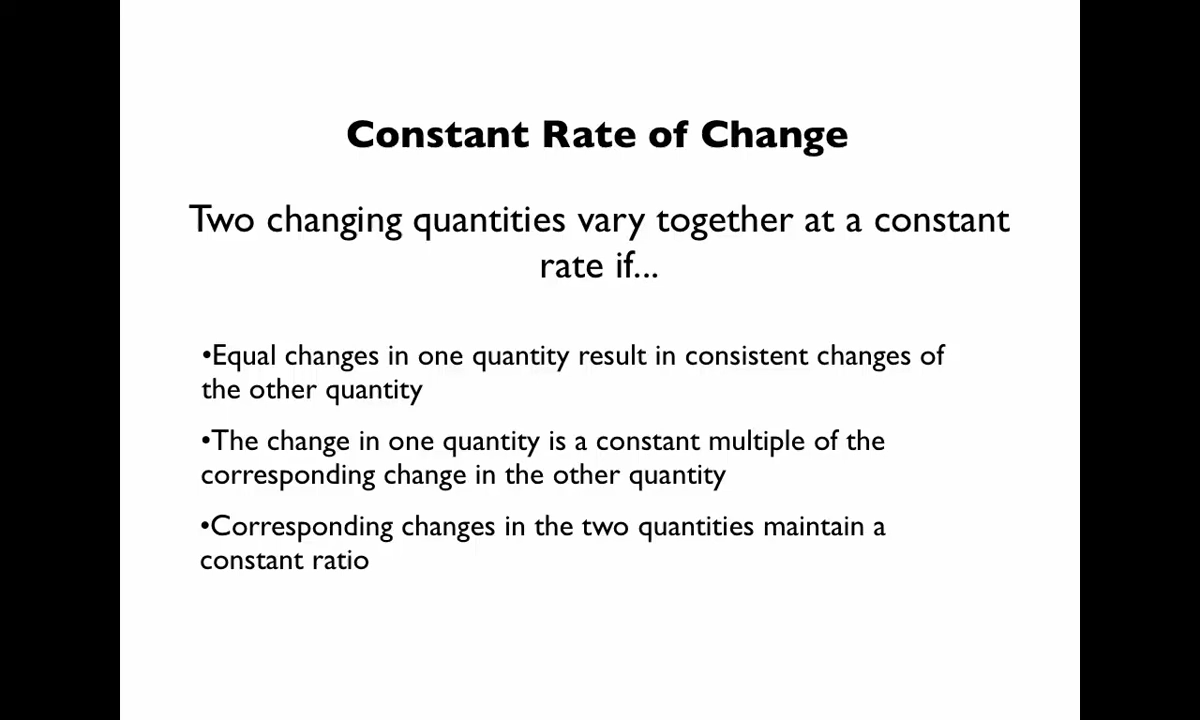 Constant Rate of Change
Two changing quantities vary together at a constant
rate if...
•Equal changes in one quantity result in consistent changes of
the other quantity
•The change in one quantity is a constant multiple of the
corresponding change in the other quantity
•Corresponding changes in the two quantities maintain a
constant ratio